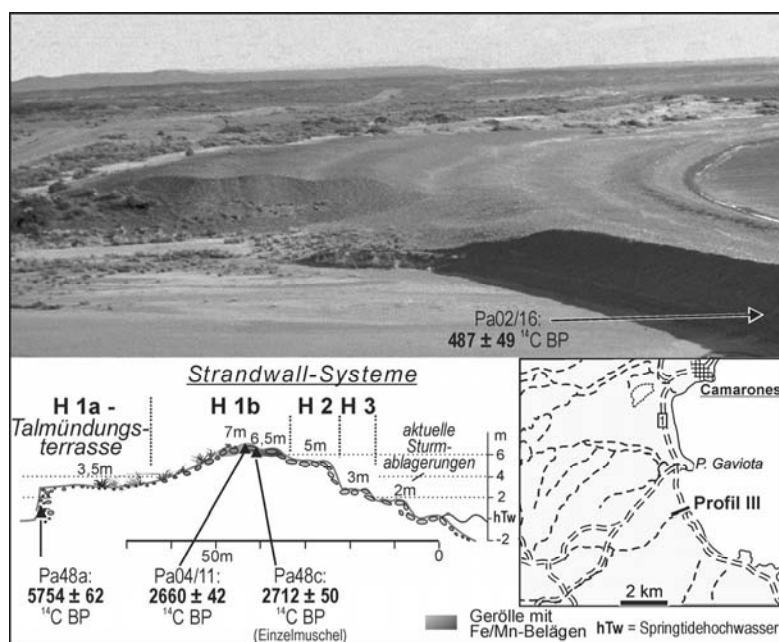 Pa02/16:
487 ± 49 ¹⁴C BP
Strandwall-Systeme
H 1a -
Talmündungs-
terrasse
H 1b
H 2
H 3
aktuelle
Sturm-
ablagerungen
7m
6,5m
5m
3,5m
3m
2m
m
6
4
2
hTw
-2
50m
0
Pa48a:
5754 ± 62
¹⁴C BP
Pa04/11:
2660 ± 42
¹⁴C BP
Pa48c:
2712 ± 50
¹⁴C BP
(Einzelmuschel)
Camarones
1
P. Gaviota
Profil III
2 km
Gerölle mit
Fe/Mn-Belägen
hTw = Springtidehochwasser